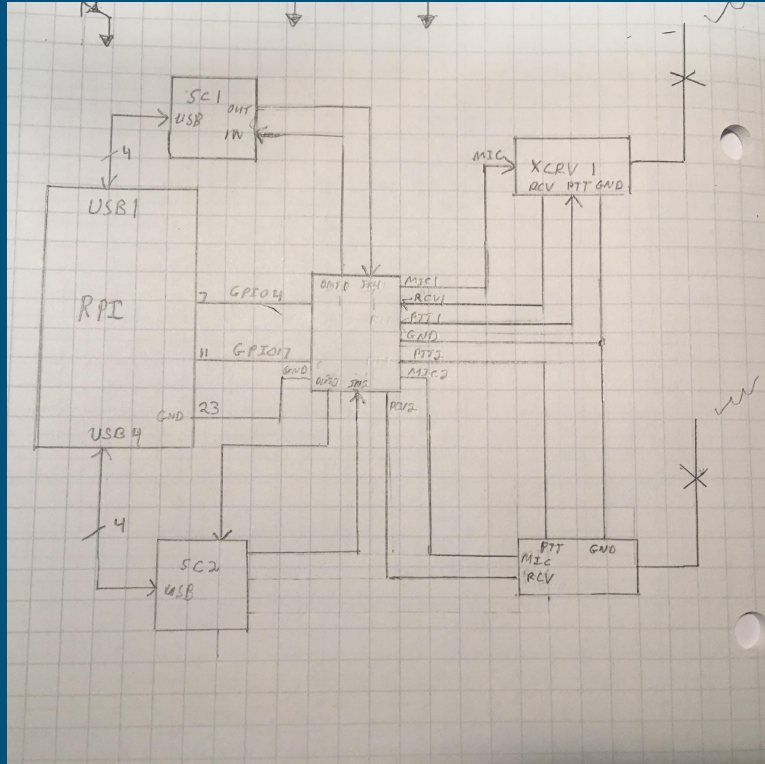 SC1
OUT
USB
IN
4
MIC
XCRV 1
RCV PTT GND
USB1
RPI
7 GPIO4
MIC1
RCV1
PTT1
GND
11 GPIO17
PTT2
GND
MIC2
RCV2
GND 23
USB4
4
SC2
USB
PTT GND
MIC
RCV